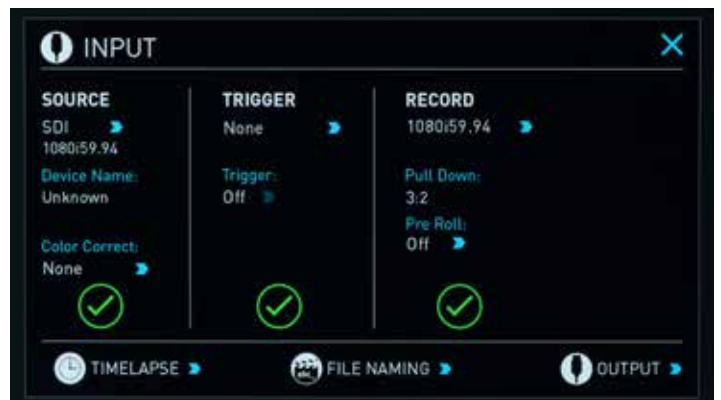 INPUT
SOURCE
SDI
1080i59.94
Device Name:
Unknown
Color Correct:
None
TRIGGER
None
Trigger:
Off
RECORD
1080i59.94
Pull Down:
3:2
Pre Roll:
Off
TIMELAPSE
FILE NAMING
OUTPUT